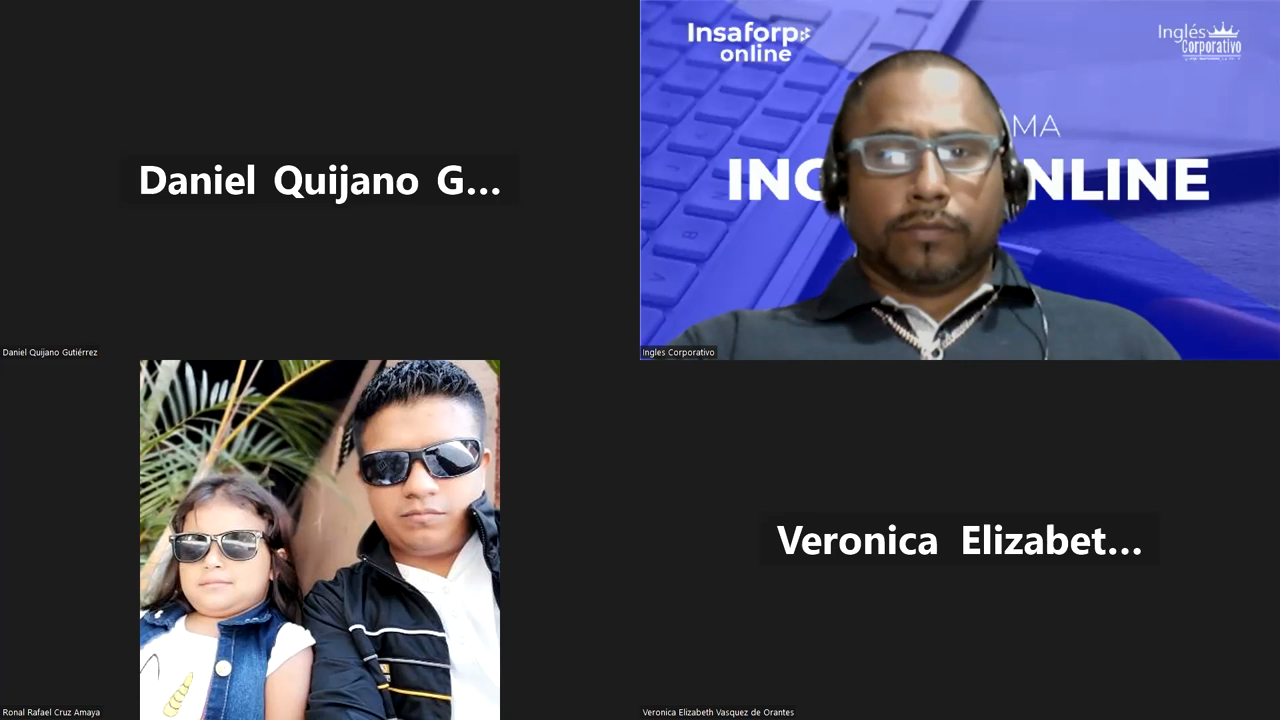 Daniel Quijano G...
Daniel Quijano Gutiérrez
Insaforp
online
Inglés
Corporativo
MA
ING
NLINE
Ingles Corporativo
Ronal Rafael Cruz Amaya
Veronica Elizabet...
Veronica Elizabeth Vasquez de Orantes